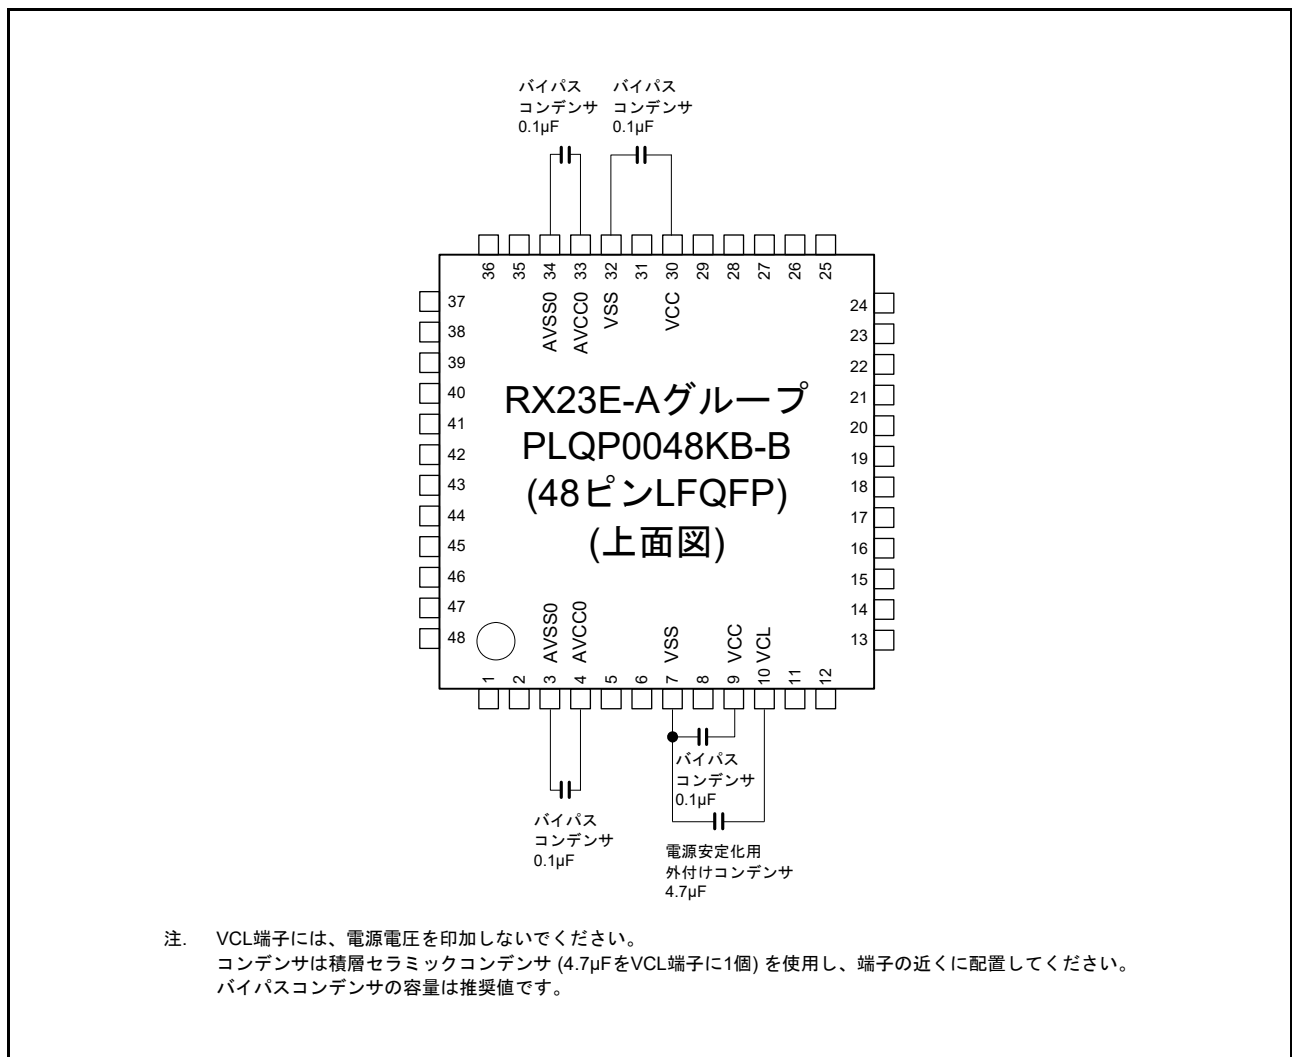 バイパス
コンデンサ
0.1µF
バイパス
コンデンサ
0.1µF
36
35
34
33
32
31
30
29
28
27
26
25
AVSS0
AVCC0
VSS
VCC
37
38
39
40
41
42
43
44
45
46
47
48
24
23
22
21
20
19
18
17
16
15
14
13
RX23E-Aグループ
PLQP0048KB-B
(48ピンLFQFP)
(上面図)
AVSS0
AVCC0
VSS
VCC
VCL
1
2
3
4
5
6
7
8
9
10
11
12
バイパス
コンデンサ
0.1µF
バイパス
コンデンサ
0.1µF
電源安定化用
外付けコンデンサ
4.7µF
注. VCL端子には、電源電圧を印加しないでください。
コンデンサは積層セラミックコンデンサ (4.7µFをVCL端子に1個) を使用し、端子の近くに配置してください。
バイパスコンデンサの容量は推奨値です。